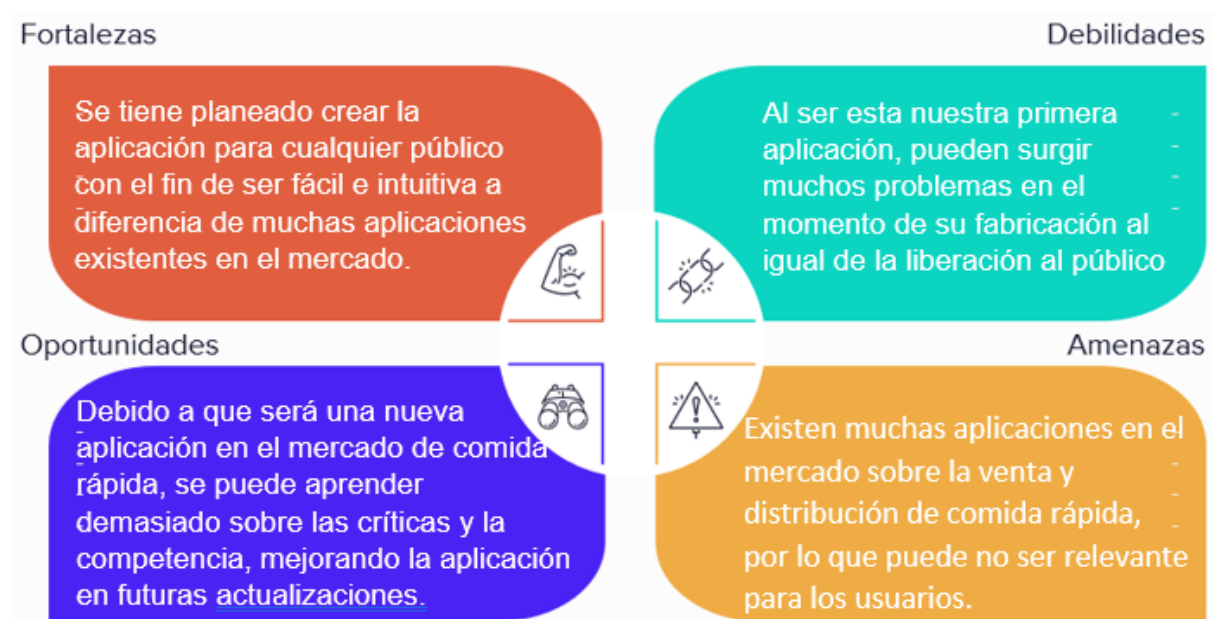 Fortalezas
Se tiene planeado crear la
aplicación para cualquier público
con el fin de ser fácil e intuitiva a
diferencia de muchas aplicaciones
existentes en el mercado.
Debilidades
Al ser esta nuestra primera
aplicación, pueden surgir
muchos problemas en el
momento de su fabricación al
igual de la liberación al público
Oportunidades
Debido a que será una nueva
aplicación en el mercado de comida
rápida, se puede aprender
demasiado sobre las críticas y la
competencia, mejorando la aplicación
en futuras actualizaciones.
Amenazas
Existen muchas aplicaciones en el
mercado sobre la venta y
distribución de comida rápida,
por lo que puede no ser relevante
para los usuarios.